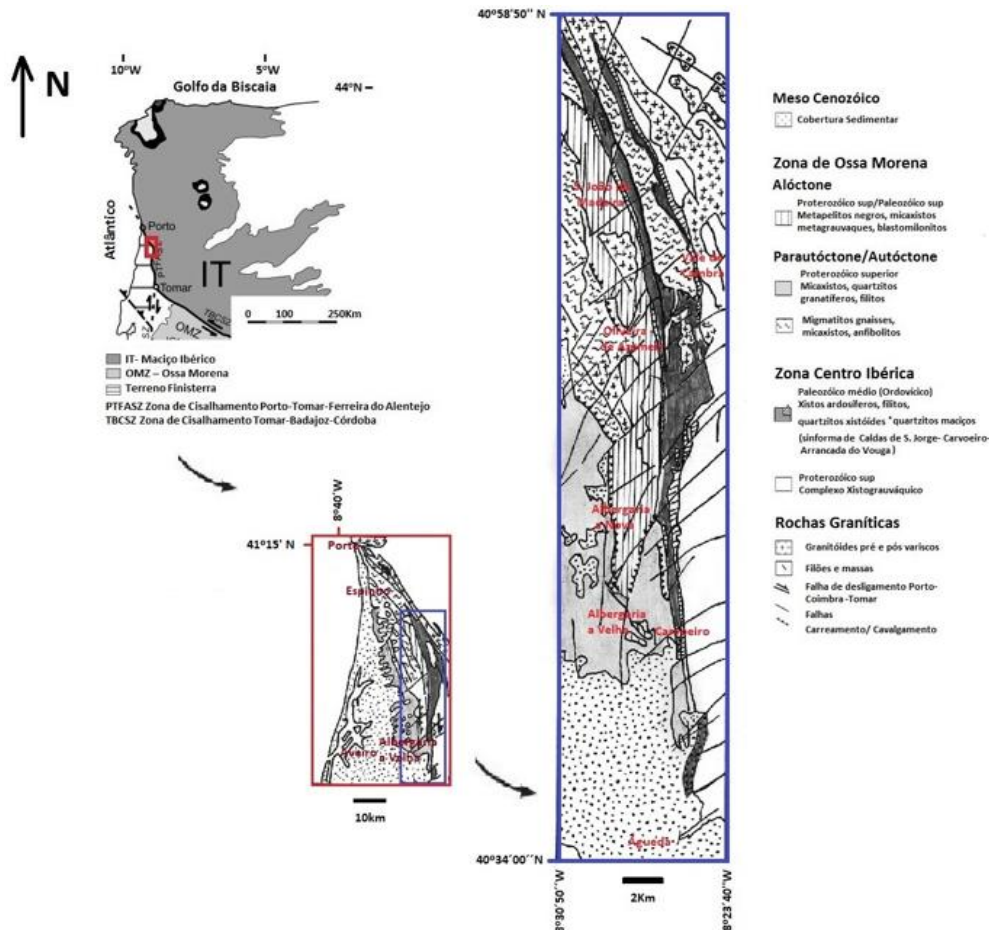 N
10ºW
5ºW
Golfo da Biscaia
44ºN
Atlântico
Porto
PTFASZ
IT
Tomar
TBCSZ
OMZ
SZ
0 50 150 250Km
IT- Maciço Ibérico
OMZ – Ossa Morena
Terreno Finisterra
PTFASZ Zona de Cisalhamento Porto-Tomar-Ferreira do Alentejo
TBCSZ Zona de Cisalhamento Tomar-Badajoz-Córdoba
8º40´W
41º15´ N
Porto
Espinho
Aveiro
Albergaria
a Velha
10km
40º58´50´´ N
S. João da
Madeira
Vale de
Cambra
Oliveira
de Azeméis
Albergaria
a Nova
Albergaria
a Velha
Carvoeiro
Águeda
40º34´00´´N
8º30´50´´W
2Km
8º23´40´´W
Meso Cenozóico
Cobertura Sedimentar
Zona de Ossa Morena
Alóctone
Proterozóico sup/Paleozóico sup
Metapelitos negros, micaxistos
metagrauvaques, blastomilonitos
Parautóctone/Autóctone
Proterozóico superior
Micaxistos, quartzitos
granatíferos, filitos
Migmatitos gnaisses,
micaxistos, anfibolitos
Zona Centro Ibérica
Paleozóico médio (Ordovícico)
Xistos ardosíferos, filitos,
quartzitos xistóides *quartzitos maciços
(sinforma de Caldas de S. Jorge- Carvoeiro-
Arrancada do Vouga )
Proterozóico sup
Complexo Xistograuváquico
Rochas Graníticas
Granitóides pré e pós variscos
Filões e massas
Falha de desligamento Porto-
Coimbra -Tomar
Falhas
Carreamento/ Cavalgamento